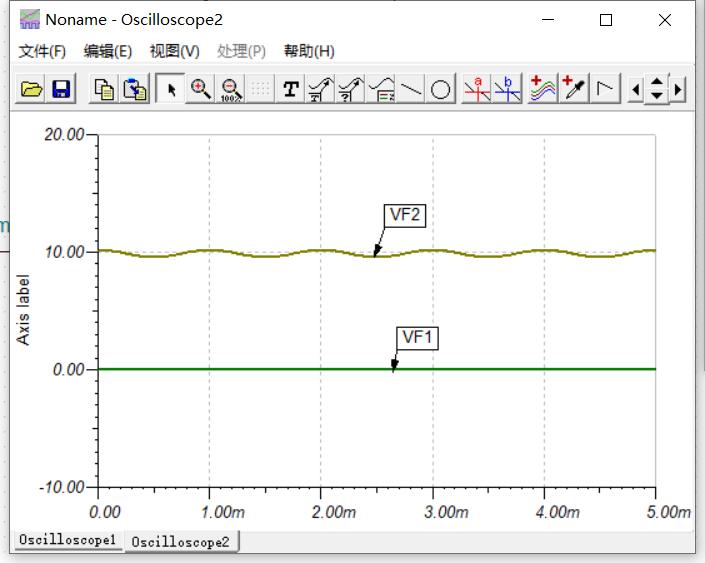 Noname - Oscilloscope2
文件(F) 编辑(E) 视图(V) 处理(P) 帮助(H)
100%
T
T
?
a
b
20.00
VF2
10.00
Axis label
VF1
0.00
-10.00
0.00 1.00m 2.00m 3.00m 4.00m 5.00m
Oscilloscope1 Oscilloscope2